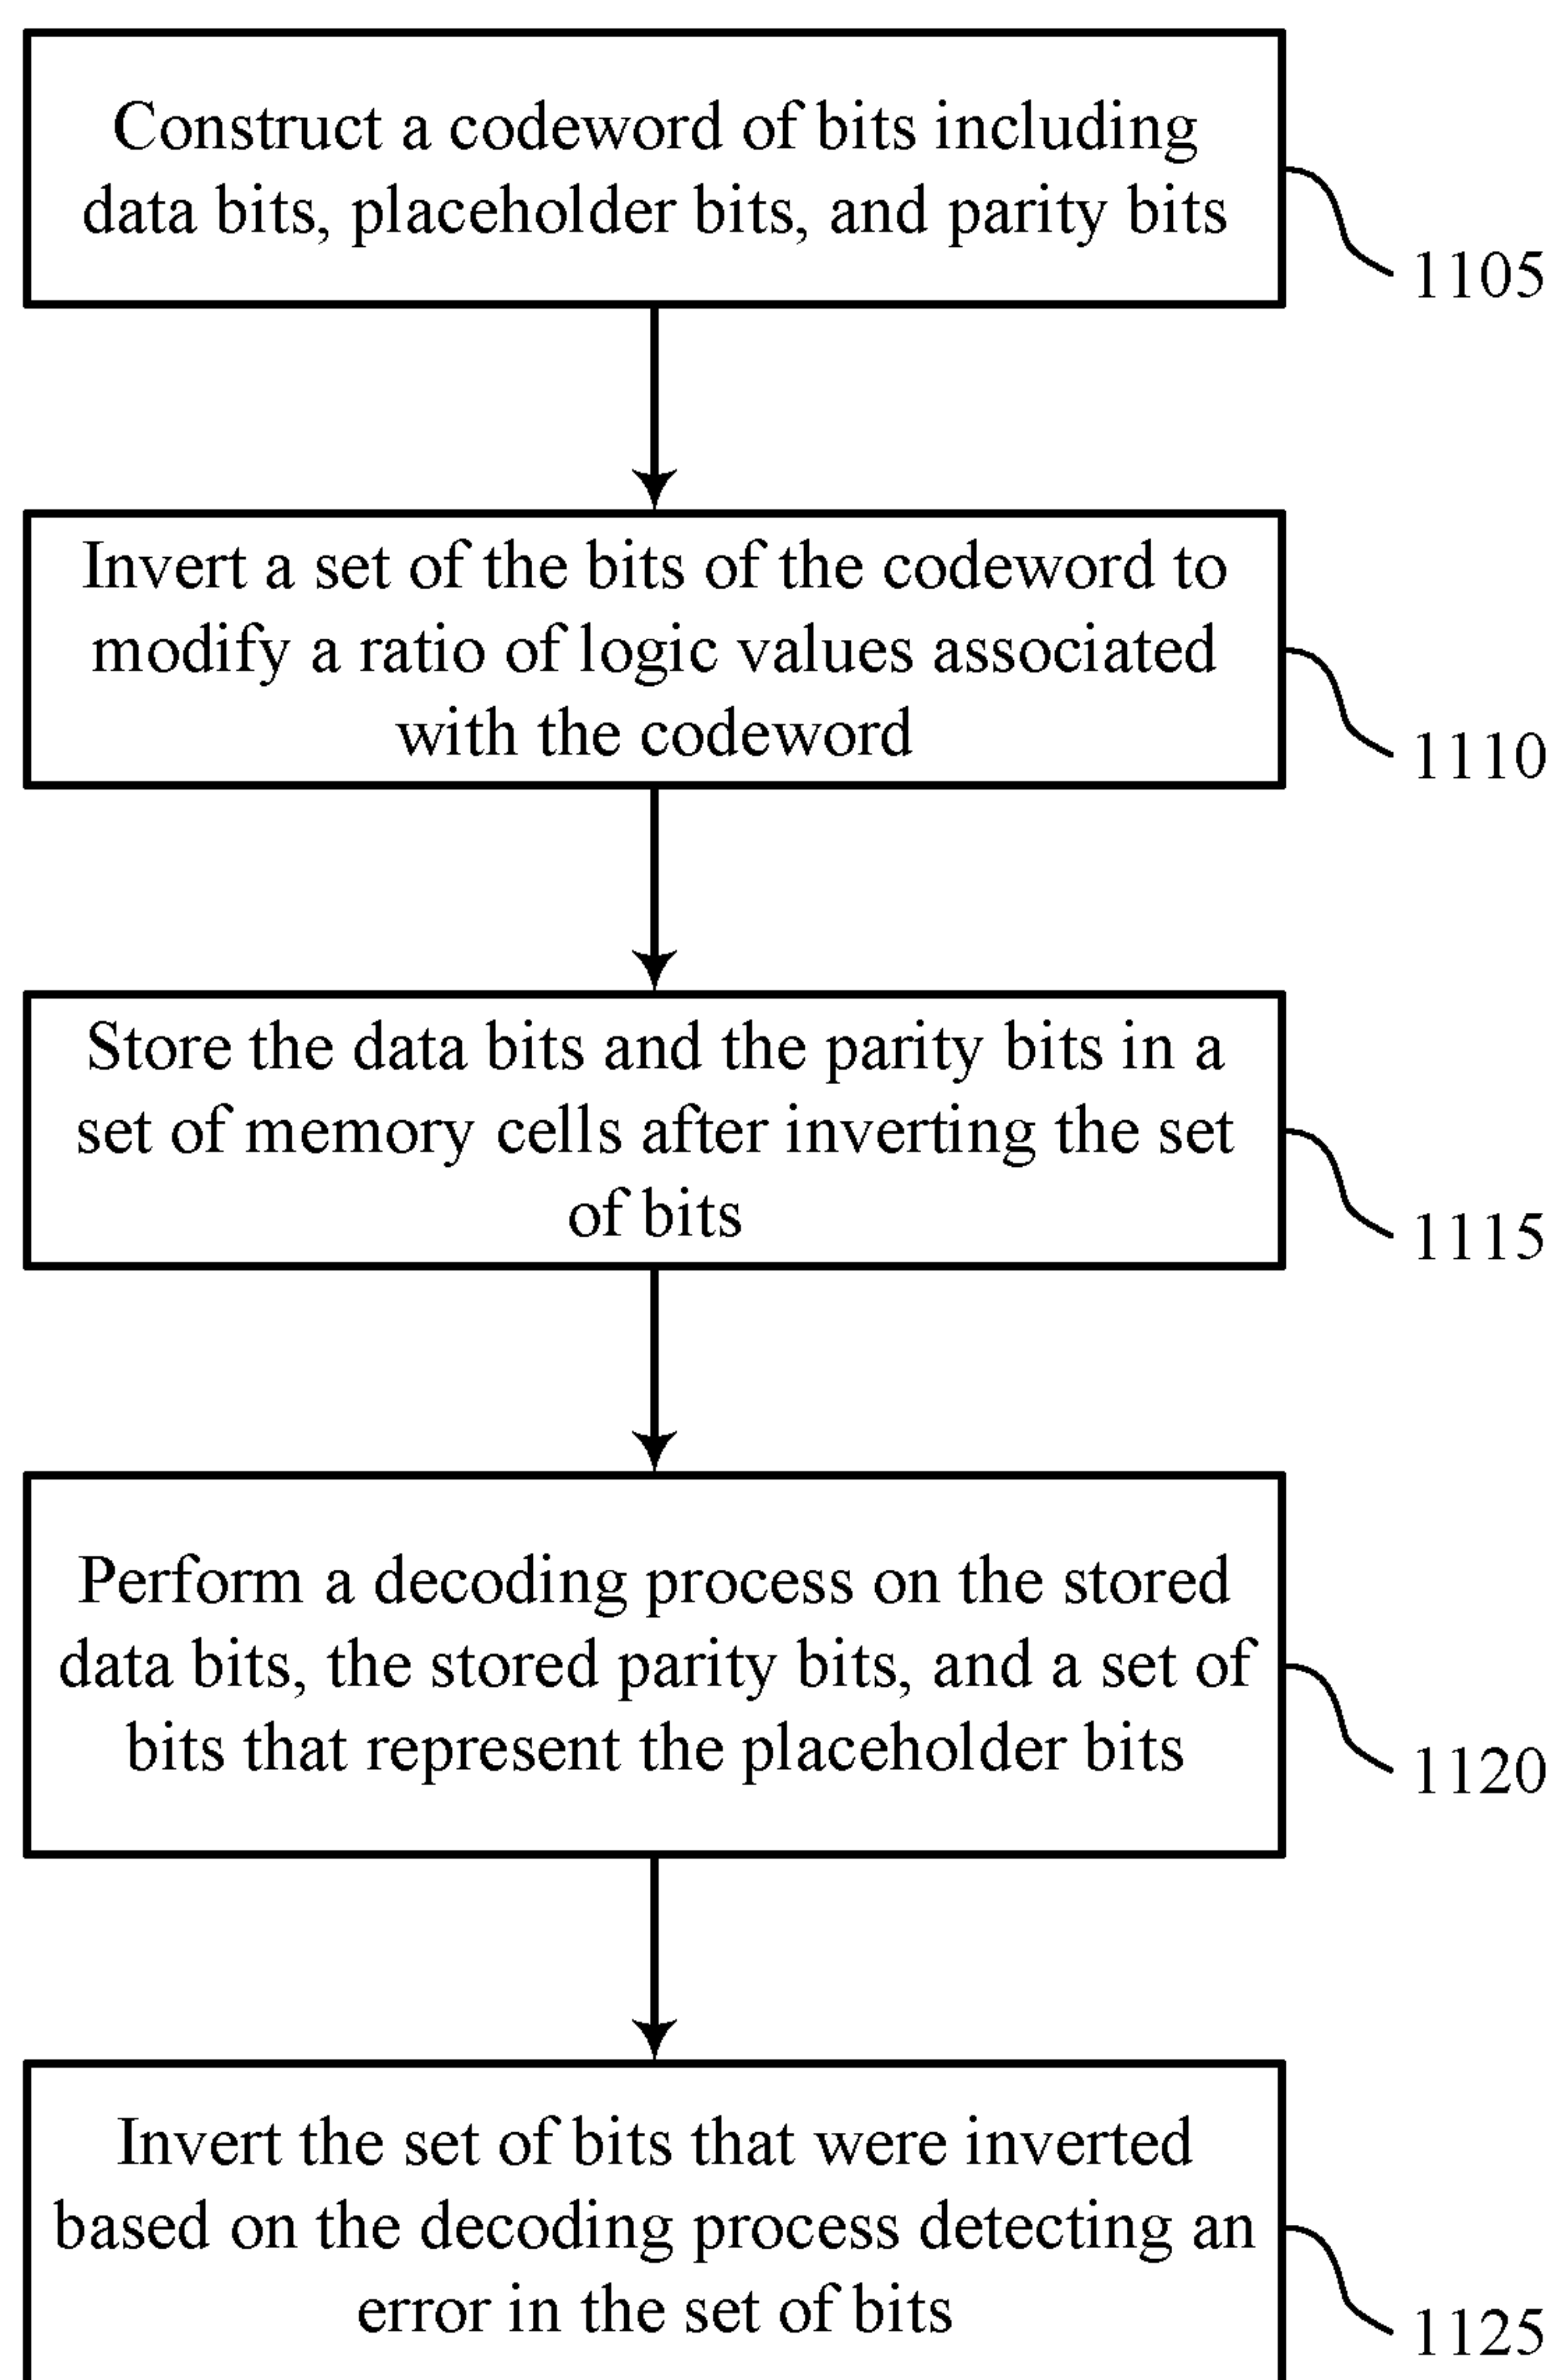 Construct a codeword of bits including
data bits, placeholder bits, and parity bits
1105
Invert a set of the bits of the codeword to
modify a ratio of logic values associated
with the codeword
1110
Store the data bits and the parity bits in a
set of memory cells after inverting the set
of bits
1115
Perform a decoding process on the stored
data bits, the stored parity bits, and a set of
bits that represent the placeholder bits
1120
Invert the set of bits that were inverted
based on the decoding process detecting an
error in the set of bits
1125